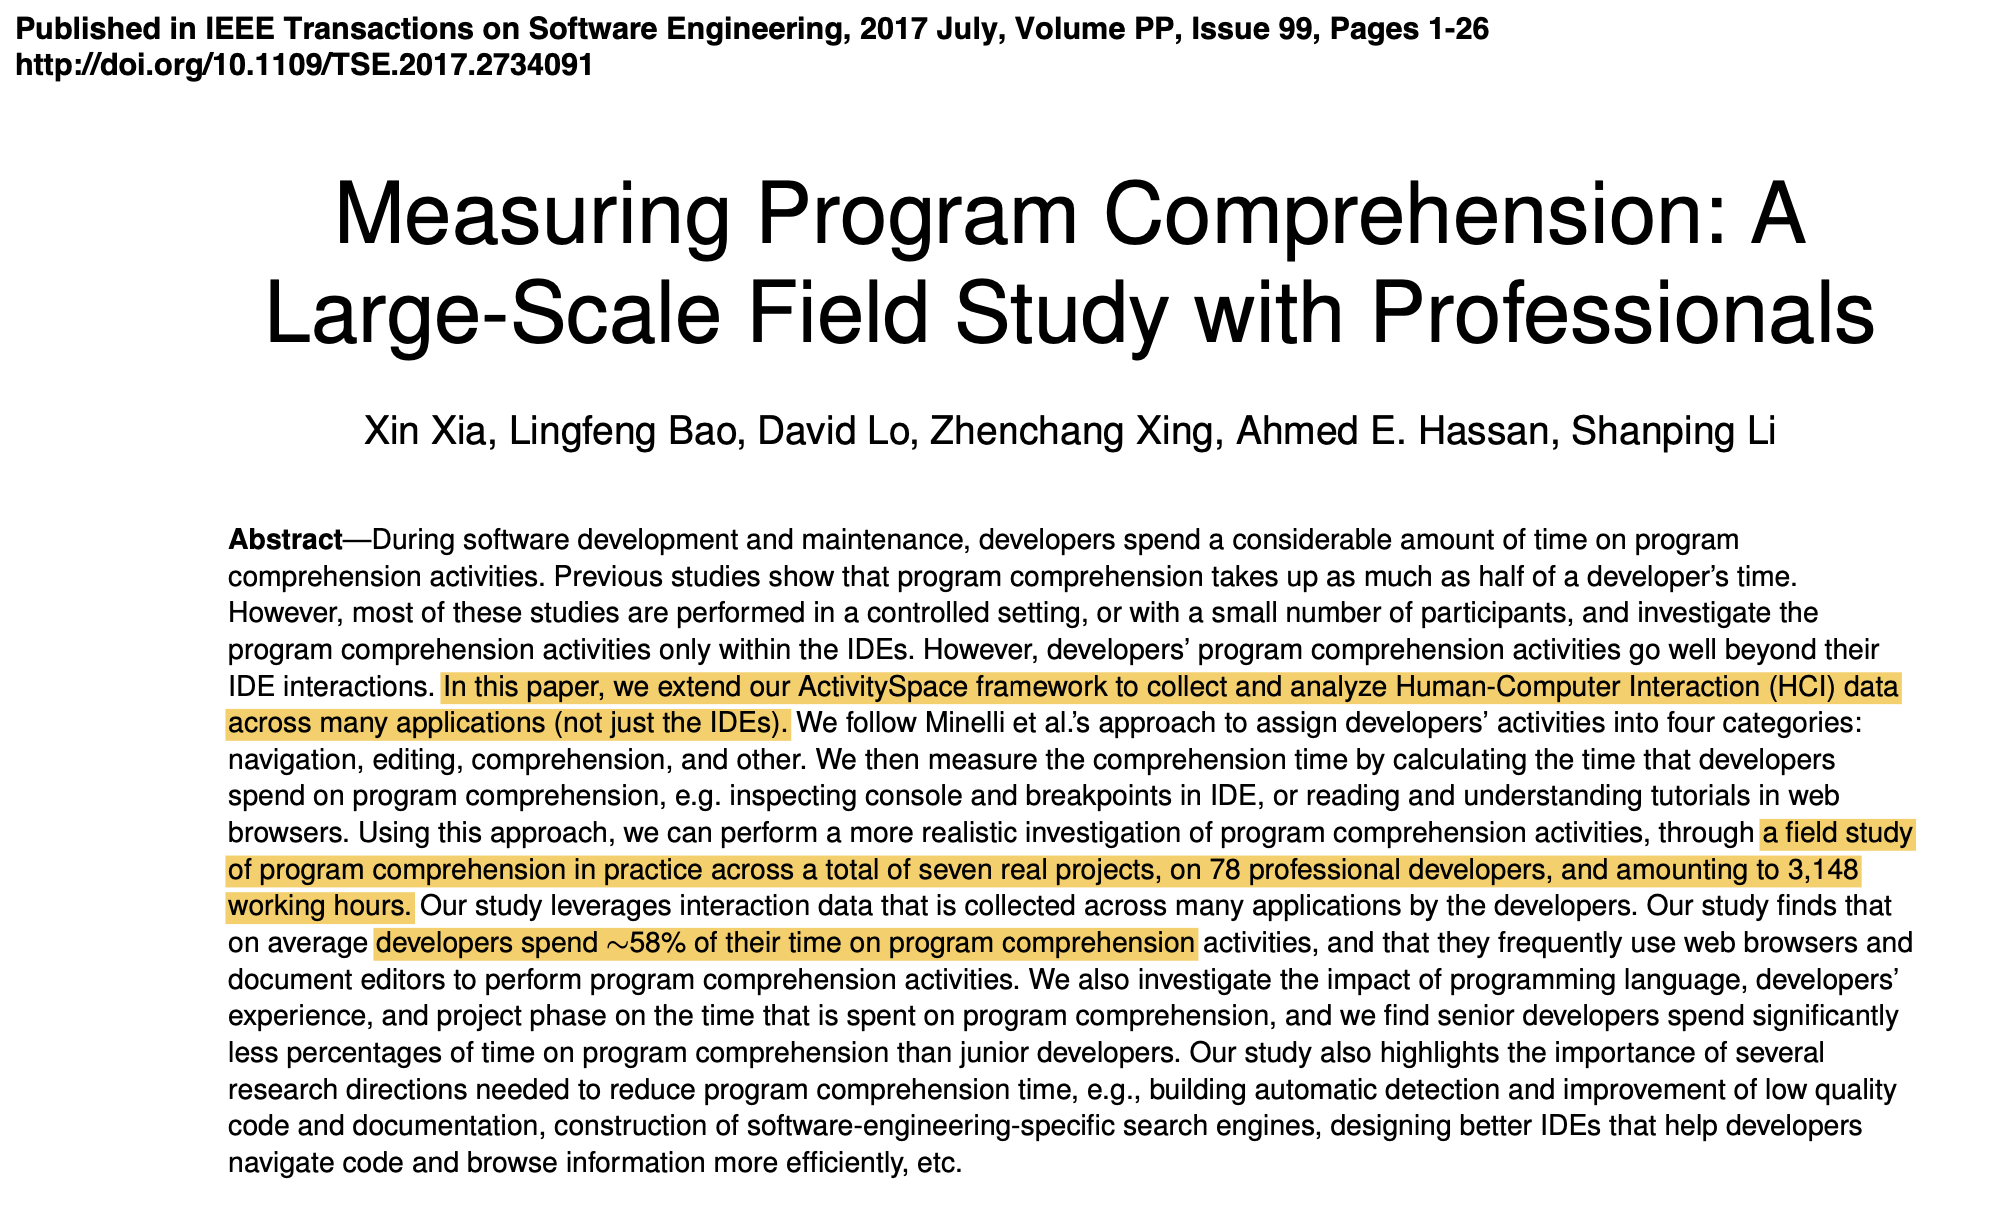 Published in IEEE Transactions on Software Engineering, 2017 July, Volume PP, Issue 99, Pages 1-26
http://doi.org/10.1109/TSE.2017.2734091
Measuring Program Comprehension: A
Large-Scale Field Study with Professionals
Xin Xia, Lingfeng Bao, David Lo, Zhenchang Xing, Ahmed E. Hassan, Shanping Li
Abstract—During software development and maintenance, developers spend a considerable amount of time on program
comprehension activities. Previous studies show that program comprehension takes up as much as half of a developer's time.
However, most of these studies are performed in a controlled setting, or with a small number of participants, and investigate the
program comprehension activities only within the IDEs. However, developers' program comprehension activities go well beyond their
IDE interactions. In this paper, we extend our ActivitySpace framework to collect and analyze Human-Computer Interaction (HCI) data
across many applications (not just the IDEs). We follow Minelli et al.'s approach to assign developers' activities into four categories:
navigation, editing, comprehension, and other. We then measure the comprehension time by calculating the time that developers
spend on program comprehension, e.g. inspecting console and breakpoints in IDE, or reading and understanding tutorials in web
browsers. Using this approach, we can perform a more realistic investigation of program comprehension activities, through a field study
of program comprehension in practice across a total of seven real projects, on 78 professional developers, and amounting to 3,148
working hours. Our study leverages interaction data that is collected across many applications by the developers. Our study finds that
on average developers spend ∼58% of their time on program comprehension activities, and that they frequently use web browsers and
document editors to perform program comprehension activities. We also investigate the impact of programming language, developers'
experience, and project phase on the time that is spent on program comprehension, and we find senior developers spend significantly
less percentages of time on program comprehension than junior developers. Our study also highlights the importance of several
research directions needed to reduce program comprehension time, e.g., building automatic detection and improvement of low quality
code and documentation, construction of software-engineering-specific search engines, designing better IDEs that help developers
navigate code and browse information more efficiently, etc.